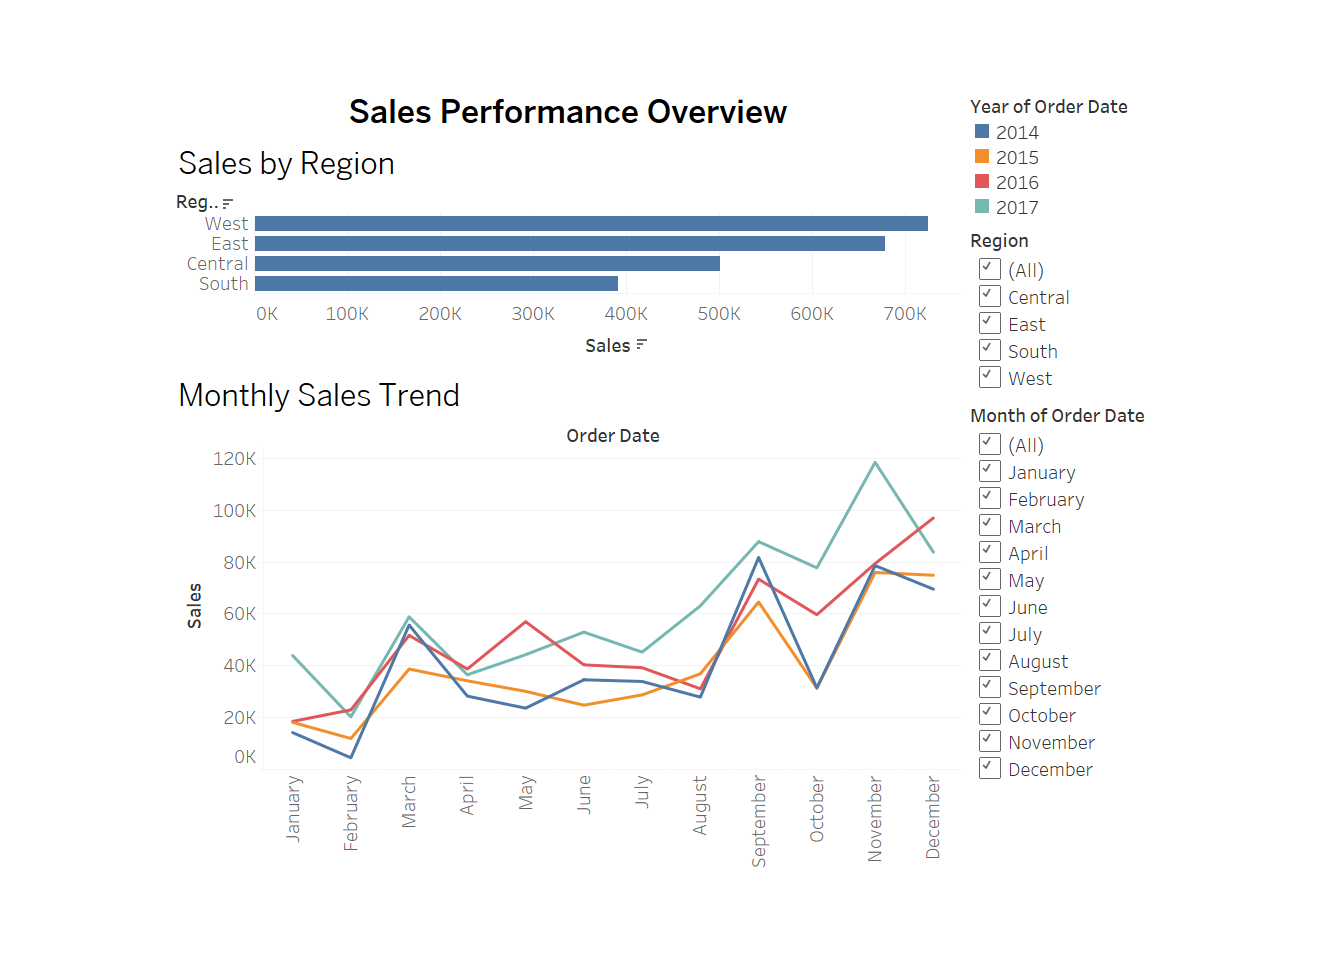 Sales Performance Overview
Sales by Region
Reg..
West
East
Central
South
0K 100K 200K 300K 400K 500K 600K 700K
Sales
Monthly Sales Trend
Order Date
120K
100K
80K
60K
40K
20K
0K
Sales
January February March April May June July August September October November December
Year of Order Date
2014
2015
2016
2017
Region
(All)
Central
East
South
West
Month of Order Date
(All)
January
February
March
April
May
June
July
August
September
October
November
December